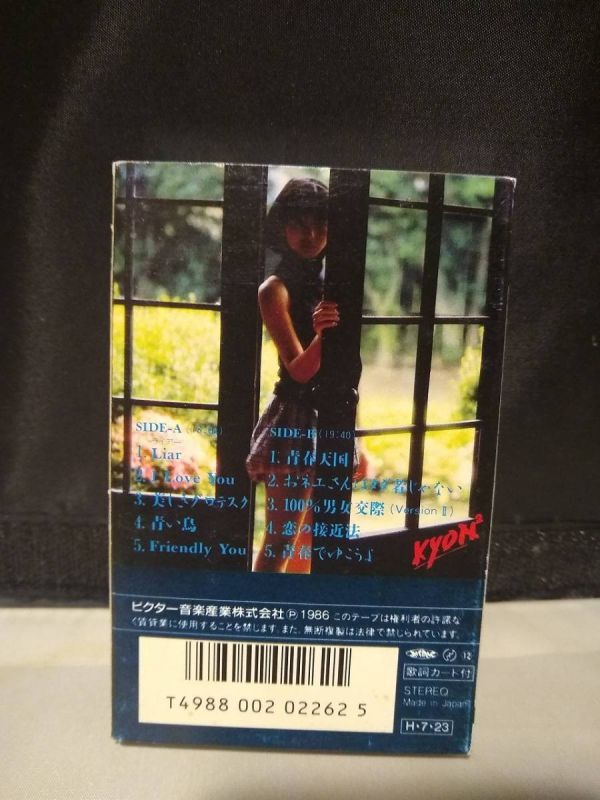 SIDE-A
ライアー
1. Liar
2. I Love You
3. 美しさグロテスク
4. 青い鳥
5. Friendly You
SIDE-B (19:40)
1. 青春天国
2. おネエさん
じゃない
3. 100%男女交際 (Version Ⅱ)
4. 恋の接近法
5. 青春でゆこうよ
KYON²
ビクター音楽産業株式会社 Ⓟ 1986 このテープは権利者の許諾な
く賃貸業に使用することを禁じます。また、無断複製は法律で禁じられています。
12
歌詞カード付
STEREO
Made in Japan
H・7・23
T4988 002 02262 5